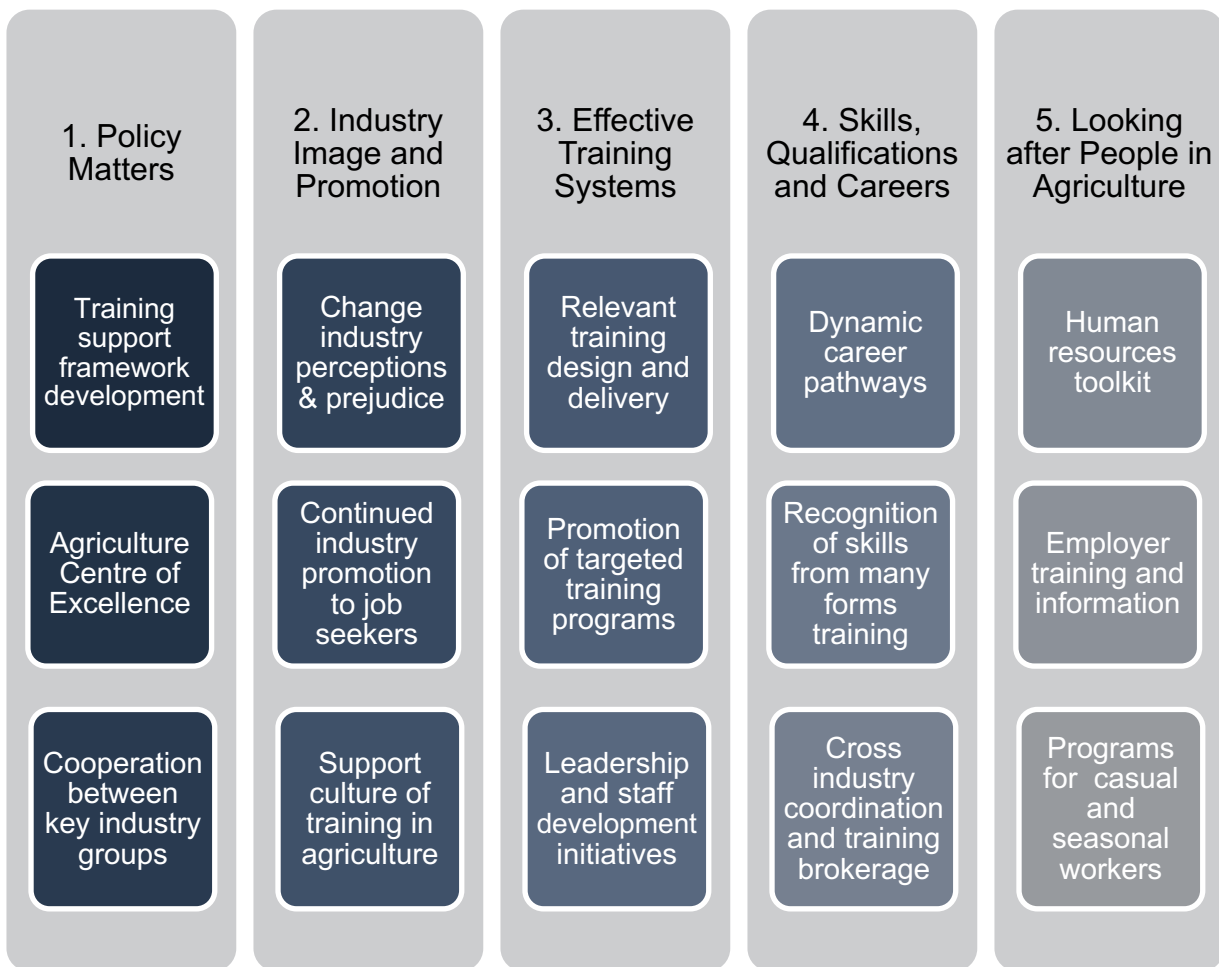 1. Policy
Matters
Training
support
framework
development
Agriculture
Centre of
Excellence
Cooperation
between
key industry
groups
2. Industry
Image and
Promotion
Change
industry
perceptions
& prejudice
Continued
industry
promotion
to job
seekers
Support
culture of
training in
agriculture
3. Effective
Training
Systems
Relevant
training
design and
delivery
Promotion
of targeted
training
programs
Leadership
and staff
development
initiatives
4. Skills,
Qualifications
and Careers
Dynamic
career
pathways
Recognition
of skills
from many
forms
training
Cross
industry
coordination
and training
brokerage
5. Looking
after People in
Agriculture
Human
resources
toolkit
Employer
training and
information
Programs
for casual
and
seasonal
workers